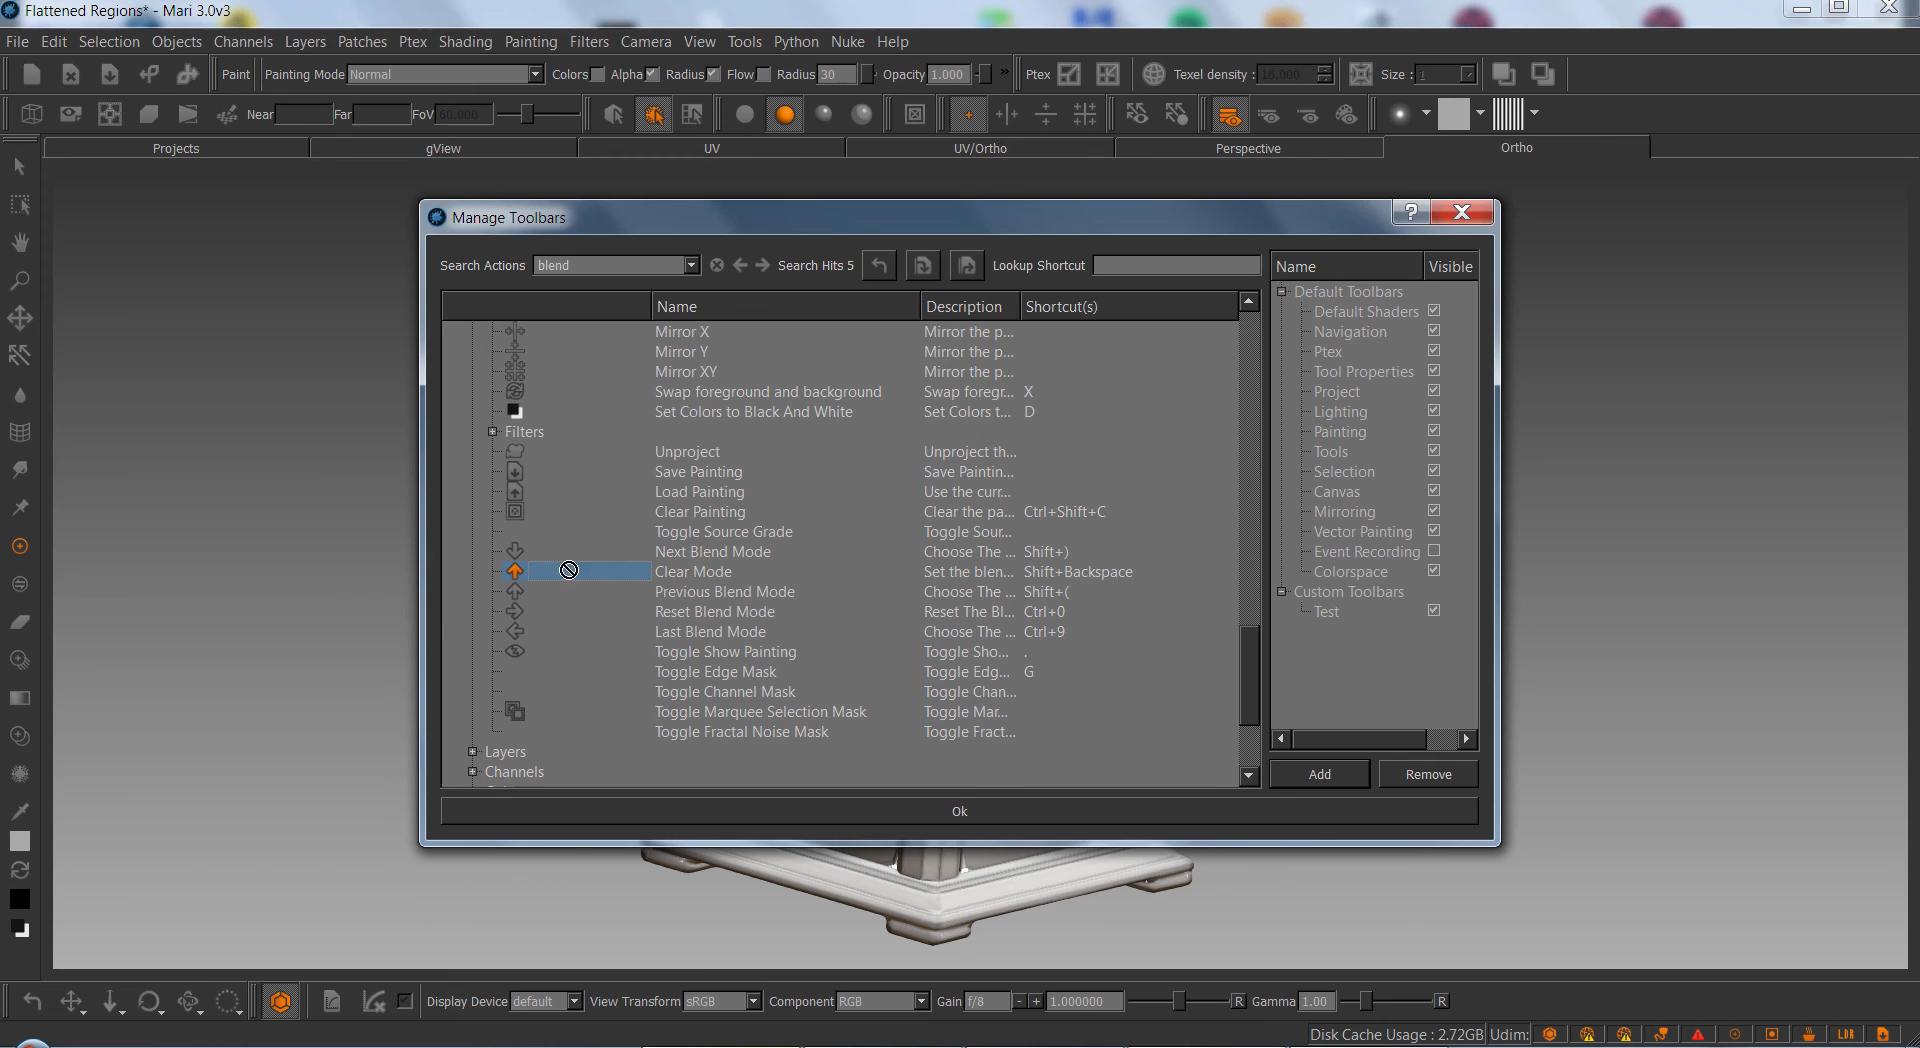 Flattened Regions* - Mari 3.0v3
File Edit Selection Objects Channels Layers Patches Ptex Shading Painting Filters Camera View Tools Python Nuke Help
Paint Painting Mode Normal Colors Alpha Radius Flow Radius 30 Opacity 1.000 » Ptex Texel density : 16.000 Size : 1
Near Far FoV 60.000
Projects gView UV UV/Ortho Perspective Ortho
Manage Toolbars ?
Search Actions blend Search Hits 5 Lookup Shortcut
Name Description Shortcut(s)
Mirror X Mirror the p...
Mirror Y Mirror the p...
Mirror XY Mirror the p...
Swap foreground and background Swap foregr... X
Set Colors to Black And White Set Colors t... D
Filters
Unproject Unproject th...
Save Painting Save Paintin...
Load Painting Use the curr...
Clear Painting Clear the pa... Ctrl+Shift+C
Toggle Source Grade Toggle Sour...
Next Blend Mode Choose The ... Shift+)
Clear Mode Set the blen... Shift+Backspace
Previous Blend Mode Choose The ... Shift+(
Reset Blend Mode Reset The Bl... Ctrl+0
Last Blend Mode Choose The ... Ctrl+9
Toggle Show Painting Toggle Sho... .
Toggle Edge Mask Toggle Edg... G
Toggle Channel Mask Toggle Chan...
Toggle Marquee Selection Mask Toggle Mar...
Toggle Fractal Noise Mask Toggle Fract...
Layers
Channels
Name Visible
Default Toolbars
Default Shaders
Navigation
Ptex
Tool Properties
Project
Lighting
Painting
Tools
Selection
Canvas
Mirroring
Vector Painting
Event Recording
Colorspace
Custom Toolbars
Test
Add Remove
Ok
Display Device default View Transform sRGB Component RGB Gain f/8 - + 1.000000 R Gamma 1.00 R
Disk Cache Usage : 2.72GB Udim: LDR